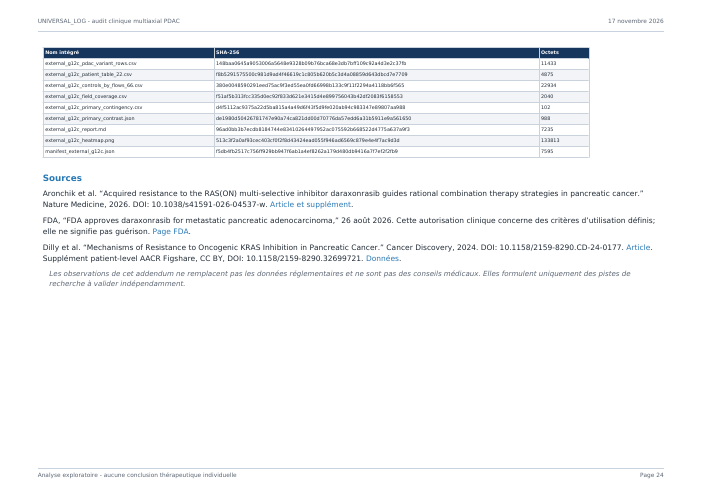 UNIVERSAL_LOG - audit clinique multiaxial PDAC
17 novembre 2026
Nom intégré SHA-256 Octets
external_g12c_pdac_variant_rows.csv 11433
external_g12c_patient_table_22.csv 4875
external_g12c_controls_by_flows_66.csv 22934
external_g12c_field_coverage.csv 2040
external_g12c_primary_contingency.csv 102
external_g12c_primary_contrast.json 988
external_g12c_report.md 7235
external_g12c_heatmap.png 133813
manifest_external_g12c.json 7595
Sources
Aronchik et al. “Acquired resistance to the RAS(ON) multi-selective inhibitor daraxonrasib guides rational combination therapy strategies in pancreatic cancer.”
Nature Medicine, 2026. DOI: 10.1038/s41591-026-04537-w. Article et supplément.
FDA, “FDA approves daraxonrasib for metastatic pancreatic adenocarcinoma,” 26 août 2026. Cette autorisation clinique concerne des critères d’utilisation définis;
elle ne signifie pas guérison. Page FDA.
Dilly et al. “Mechanisms of Resistance to Oncogenic KRAS Inhibition in Pancreatic Cancer.” Cancer Discovery, 2024. DOI: 10.1158/2159-8290.CD-24-0177. Article.
Supplément patient-level AACR Figshare, CC BY, DOI: 10.1158/2159-8290.32699721. Données.
Les observations de cet addendum ne remplacent pas les données réglementaires et ne sont pas des conseils médicaux. Elles formulent uniquement des pistes de
recherche à valider indépendamment.
Analyse exploratoire - aucune conclusion thérapeutique individuelle
Page 24